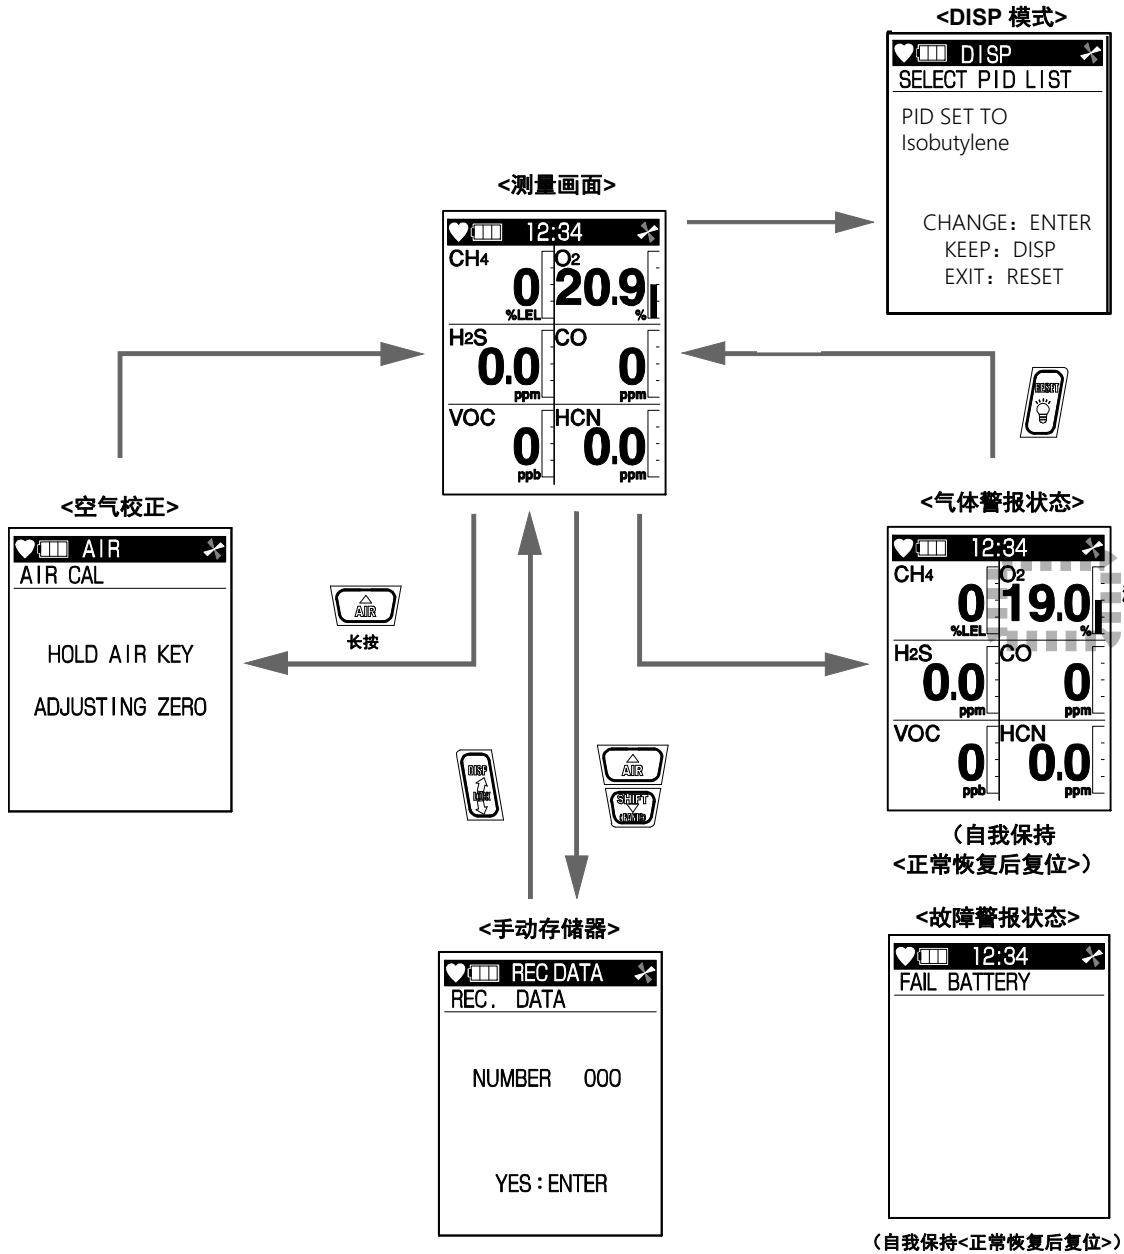 <DISP 模式>
DISP
SELECT PID LIST
PID SET TO
Isobutylene
CHANGE：ENTER
KEEP：DISP
EXIT：RESET
<测量画面>
12:34
CH4 O2
0 20.9
%LEL %
H2S CO
0.0 0
ppm ppm
VOC HCN
0 0.0
ppb ppm
RESET
<空气校正>
AIR
AIR CAL
HOLD AIR KEY
ADJUSTING ZERO
AIR
长按
<气体警报状态>
12:34
CH4 O2
0 19.0
%LEL %
H2S CO
0.0 0
ppm ppm
VOC HCN
0 0.0
ppb ppm
（自我保持
<正常恢复后复位>）
DISP
AIR
SHIFT
<手动存储器>
REC DATA
REC. DATA
NUMBER 000
YES : ENTER
<故障警报状态>
12:34
FAIL BATTERY
（自我保持<正常恢复后复位>）